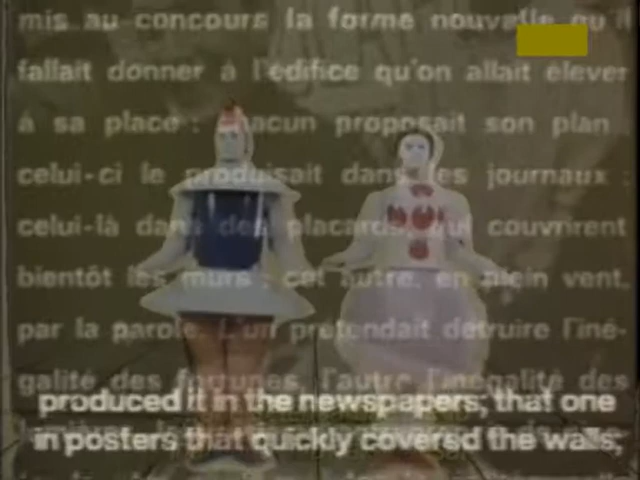 mis au concours la forme nouvelle qu'il
fallait donner à l'édifice qu'on allait élever
à sa place : chacun proposait son plan
celui-ci le produisait dans les journaux :
celui-là dans des placards qui couvrirent
bientôt les murs : cet autre, en plein vent,
par la parole. L'un prétendait détruire l'iné-
galité des fortunes, l'autre l'inégalité des
produced it in the newspapers; that one
in posters that quickly covered the walls;